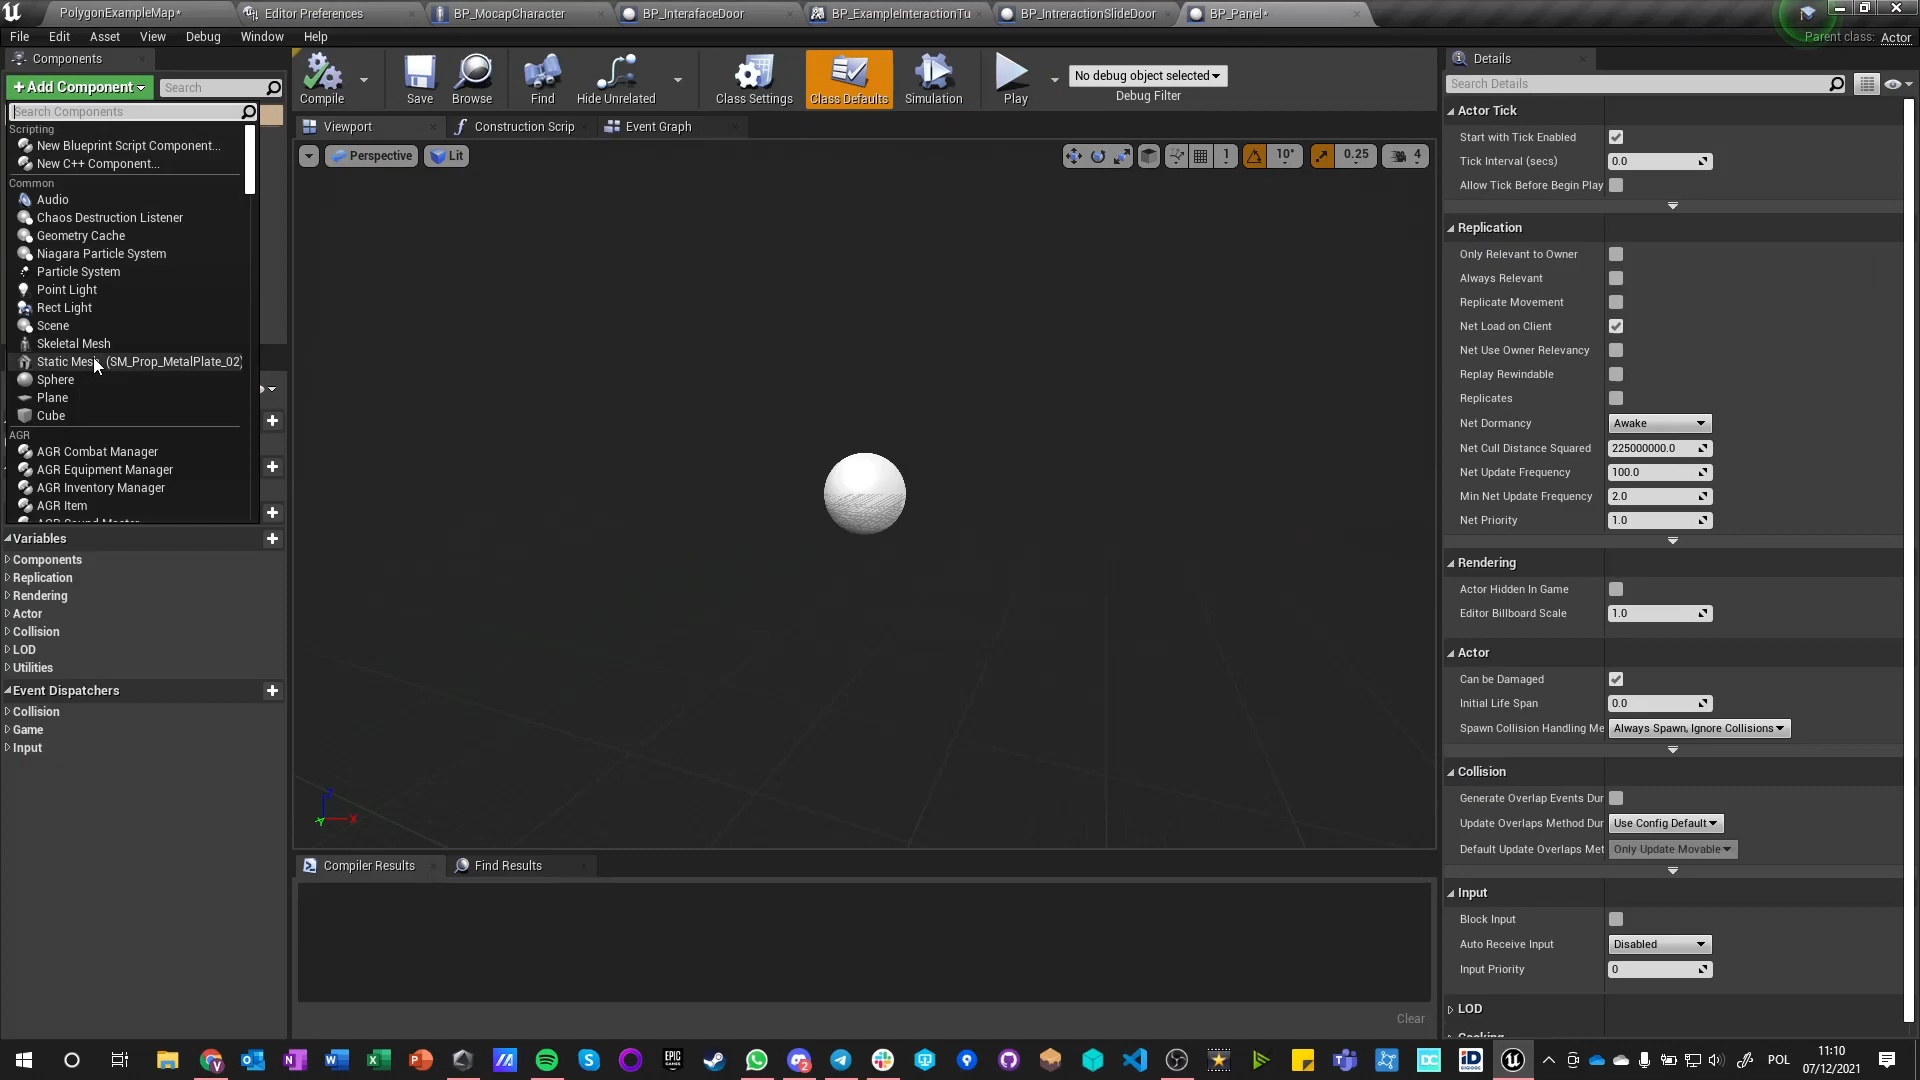 PolygonExampleMap*
Editor Preferences
BP_MocapCharacter
BP_InterafaceDoor
BP_ExampleInteractionTu
BP_IntreractionSlideDoor
BP_Panel*
File
Edit
Asset
View
Debug
Window
Help
Parent class: Actor
Components
+Add Component
Search
Search Components
Scripting
New Blueprint Script Component...
New C++ Component...
Common
Audio
Chaos Destruction Listener
Geometry Cache
Niagara Particle System
Particle System
Point Light
Rect Light
Scene
Skeletal Mesh
Static Mes (SM_Prop_MetalPlate_02)
Sphere
Plane
Cube
AGR
AGR Combat Manager
AGR Equipment Manager
AGR Inventory Manager
AGR Item
Variables
Components
Replication
Rendering
Actor
Collision
LOD
Utilities
Event Dispatchers
Collision
Game
Input
Compile
Save
Browse
Find
Hide Unrelated
Class Settings
Class Defaults
Simulation
Play
No debug object selected
Debug Filter
Viewport
Construction Scrip
Event Graph
Perspective
Lit
1
10°
0.25
4
Z
X
Y
Compiler Results
Find Results
Clear
Details
Search Details
Actor Tick
Start with Tick Enabled
Tick Interval (secs) 0.0
Allow Tick Before Begin Play
Replication
Only Relevant to Owner
Always Relevant
Replicate Movement
Net Load on Client
Net Use Owner Relevancy
Replay Rewindable
Replicates
Net Dormancy Awake
Net Cull Distance Squared 225000000.0
Net Update Frequency 100.0
Min Net Update Frequency 2.0
Net Priority 1.0
Rendering
Actor Hidden In Game
Editor Billboard Scale 1.0
Actor
Can be Damaged
Initial Life Span 0.0
Spawn Collision Handling Me Always Spawn, Ignore Collisions
Collision
Generate Overlap Events Dur
Update Overlaps Method Dur Use Config Default
Default Update Overlaps Met Only Update Movable
Input
Block Input
Auto Receive Input Disabled
Input Priority 0
LOD
POL
11:10
07/12/2021